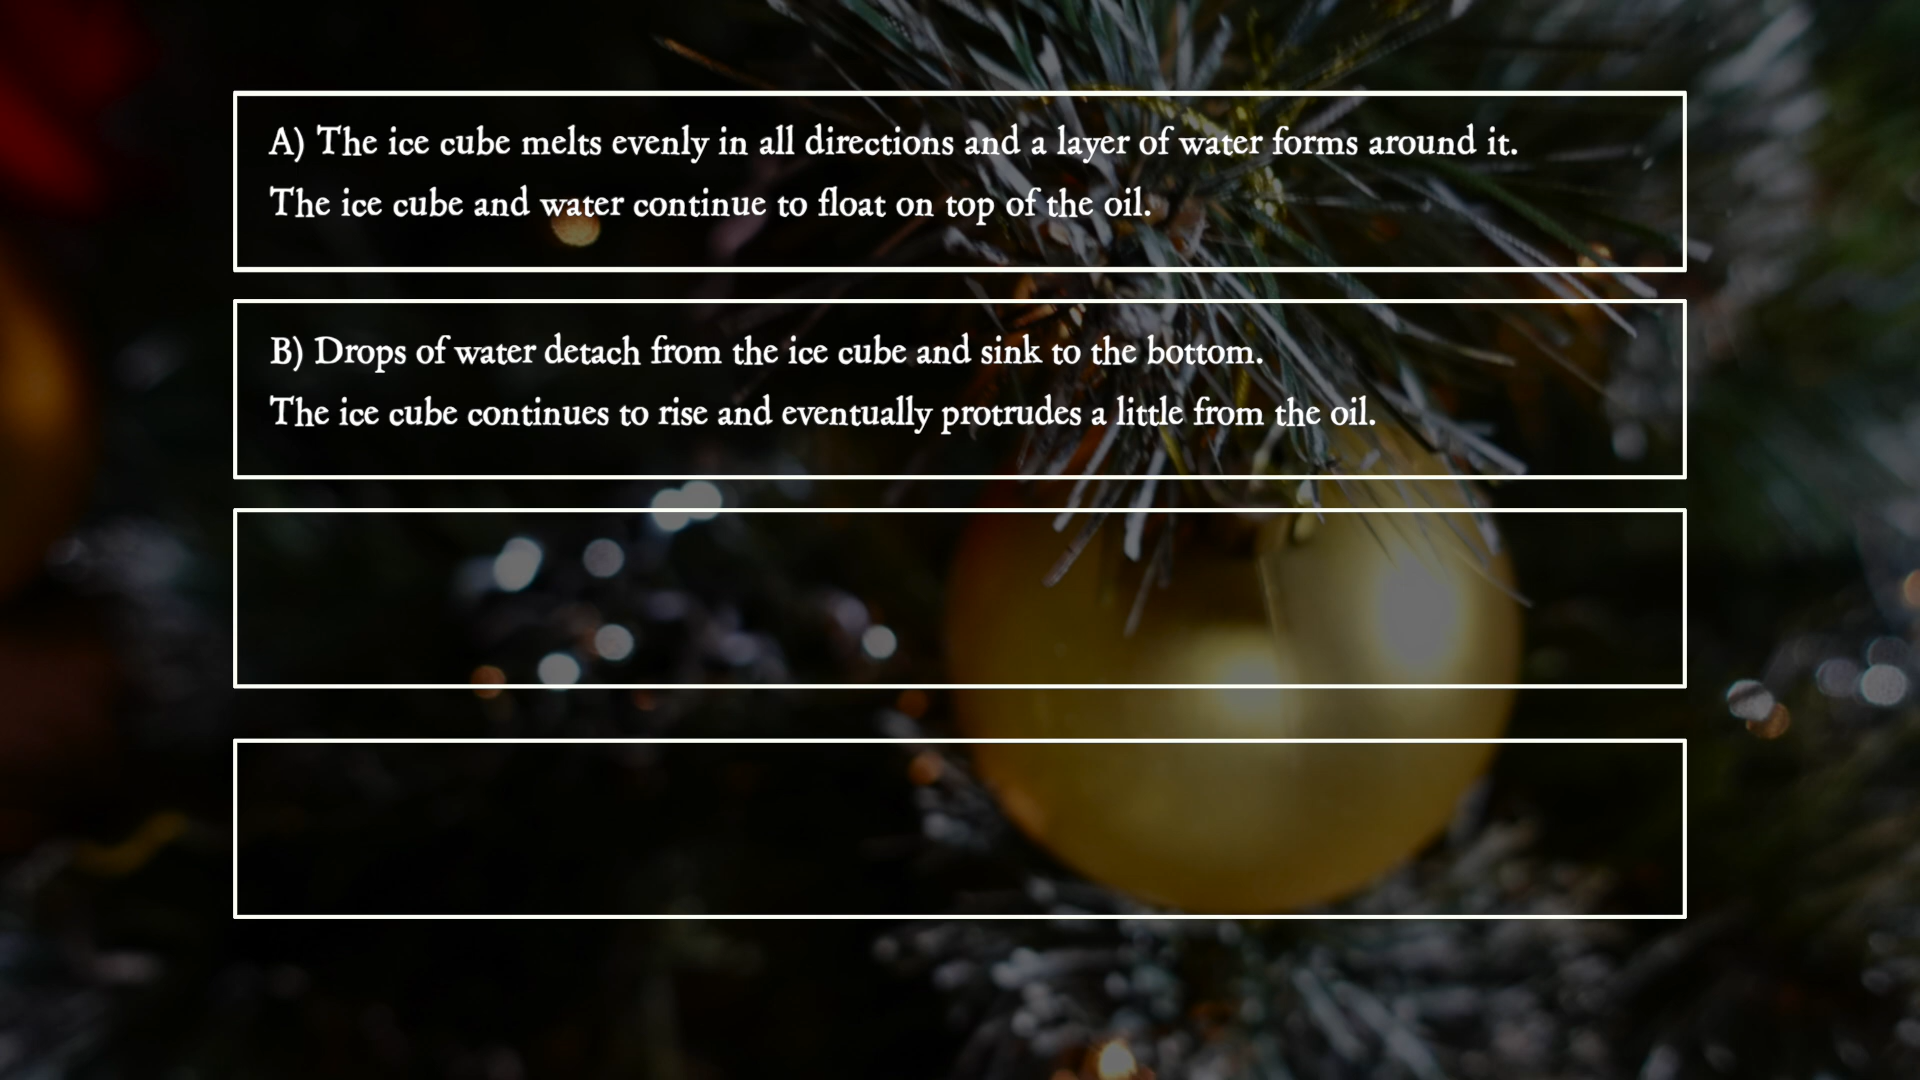 A) The ice cube melts evenly in all directions and a layer of water forms around it.
The ice cube and water continue to float on top of the oil.
B) Drops of water detach from the ice cube and sink to the bottom.
The ice cube continues to rise and eventually protrudes a little from the oil.